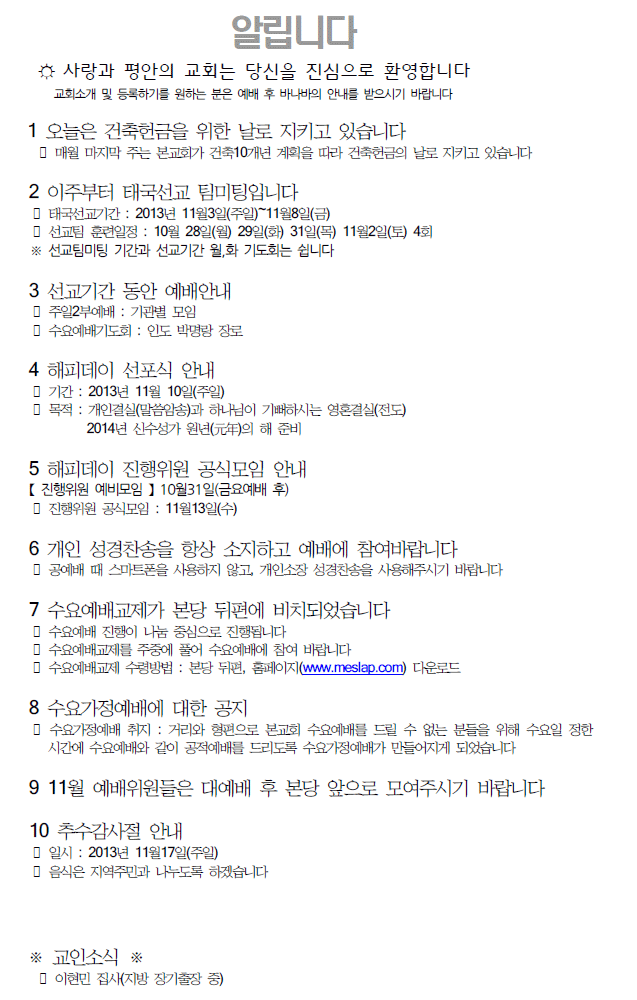 알립니다
☼ 사랑과 평안의 교회는 당신을 진심으로 환영합니다
교회소개 및 등록하기를 원하는 분은 예배 후 바나바의 안내를 받으시기 바랍니다
1 오늘은 건축헌금을 위한 날로 지키고 있습니다
▯ 매월 마지막 주는 본교회가 건축10개년 계획을 따라 건축헌금의 날로 지키고 있습니다
2 이주부터 태국선교 팀미팅입니다
▯ 태국선교기간 : 2013년 11월3일(주일)~11월8일(금)
▯ 선교팀 훈련일정 : 10월 28일(월) 29일(화) 31일(목) 11월2일(토) 4회
※ 선교팀미팅 기간과 선교기간 월,화 기도회는 쉽니다
3 선교기간 동안 예배안내
▯ 주일2부예배 : 기관별 모임
▯ 수요예배기도회 : 인도 박명랑 장로
4 해피데이 선포식 안내
▯ 기간 : 2013년 11월 10일(주일)
▯ 목적 : 개인결실(말씀암송)과 하나님이 기뻐하시는 영혼결실(전도)
2014년 신수성가 원년(元年)의 해 준비
5 해피데이 진행위원 공식모임 안내
【 진행위원 예비모임 】 10월31일(금요예배 후)
▯ 진행위원 공식모임 : 11월13일(수)
6 개인 성경찬송을 항상 소지하고 예배에 참여바랍니다
▯ 공예배 때 스마트폰을 사용하지 않고, 개인소장 성경찬송을 사용해주시기 바랍니다
7 수요예배교제가 본당 뒤편에 비치되었습니다
▯ 수요예배 진행이 나눔 중심으로 진행됩니다
▯ 수요예배교제를 주중에 풀어 수요예배에 참여 바랍니다
▯ 수요예배교제 수령방법 : 본당 뒤편, 홈페이지(www.meslap.com) 다운로드
8 수요가정예배에 대한 공지
▯ 수요가정예배 취지 : 거리와 형편으로 본교회 수요예배를 드릴 수 없는 분들을 위해 수요일 정한
시간에 수요예배와 같이 공적예배를 드리도록 수요가정예배가 만들어지게 되었습니다
9 11월 예배위원들은 대예배 후 본당 앞으로 모여주시기 바랍니다
10 추수감사절 안내
▯ 일시 : 2013년 11월17일(주일)
▯ 음식은 지역주민과 나누도록 하겠습니다
※ 교인소식 ※
▯ 이현민 집사(지방 장기출장 중)